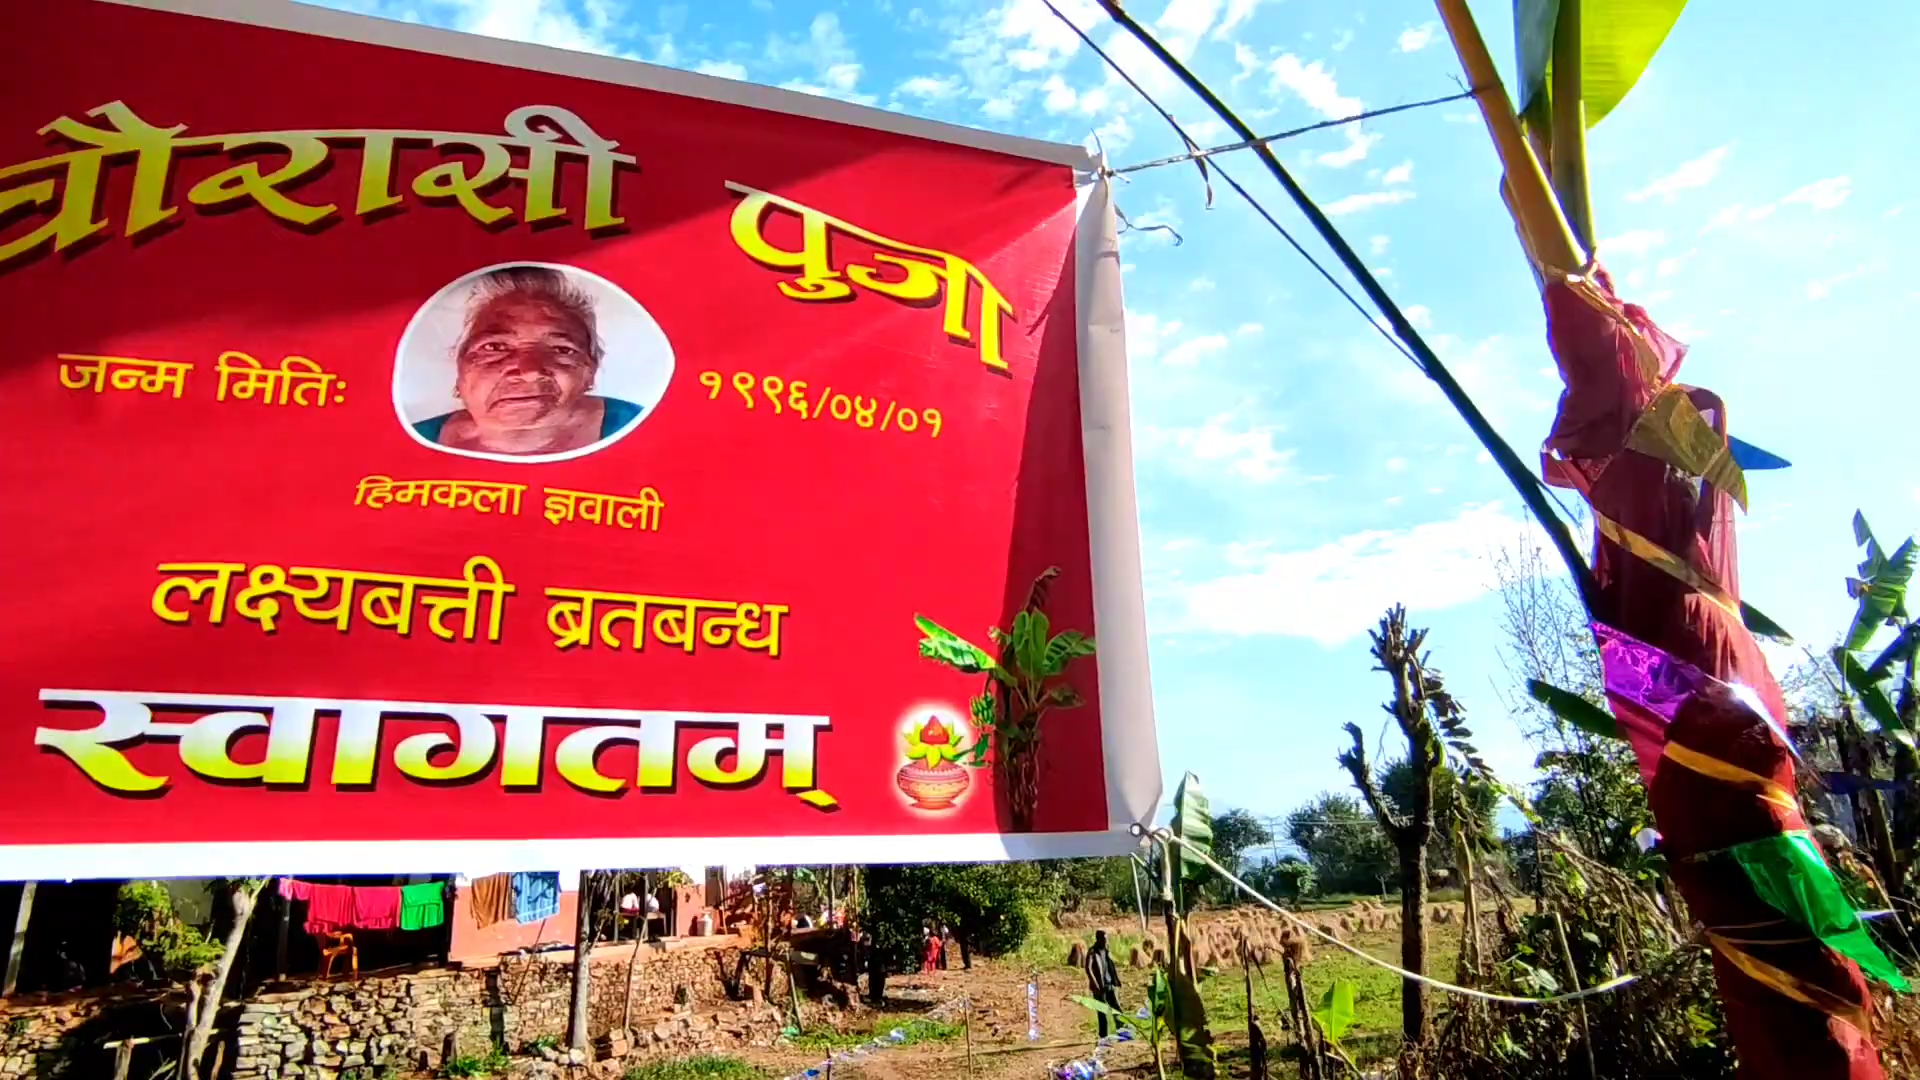 चौरासी पुजा
जन्म मितिः १९९६/०४/०१
हिमकला ज्ञवाली
लक्ष्यबत्ती ब्रतबन्ध
स्वागतम्